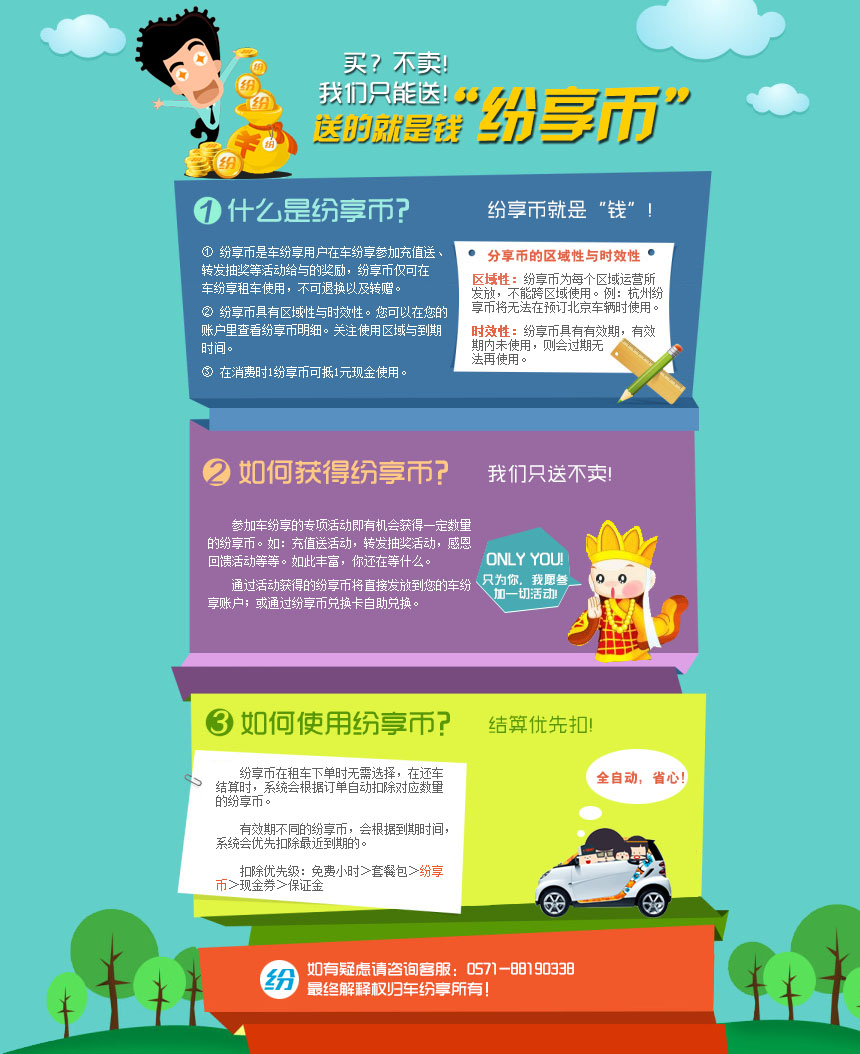 买？不卖！
我们只能送！
送的就是钱“纷享币”
1 什么是纷享币？
纷享币就是“钱”！
① 纷享币是车纷享用户在车纷享参加充值送、
转发抽奖等活动给与的奖励，纷享币仅可在
车纷享租车使用，不可退换以及转赠。
② 纷享币具有区域性与时效性。您可以在您的
账户里查看纷享币明细。关注使用区域与到期
时间。
③ 在消费时1纷享币可抵1元现金使用。
分享币的区域性与时效性
区域性：纷享币为每个区域运营所
发放，不能跨区域使用。例：杭州纷
享币将无法在预订北京车辆时使用。
时效性：纷享币具有有效期，有效
期内未使用，则会过期无
法再使用。
2 如何获得纷享币？
我们只送不卖！
参加车纷享的专项活动即有机会获得一定数量
的纷享币。如：充值送活动，转发抽奖活动，感恩
回馈活动等等。如此丰富，你还在等什么。
通过活动获得的纷享币将直接发放到您的车纷
享账户；或通过纷享币兑换卡自助兑换。
ONLY YOU!
只为你，我愿参
加一切活动！
3 如何使用纷享币？
结算优先扣！
纷享币在租车下单时无需选择，在还车
结算时，系统会根据订单自动扣除对应数量
的纷享币。
有效期不同的纷享币，会根据到期时间，
系统会优先扣除最近到期的。
扣除优先级：免费小时＞套餐包＞纷享
币＞现金券＞保证金
全自动，省心！
纷
如有疑虑请咨询客服：0571-88190338
最终解释权归车纷享所有！